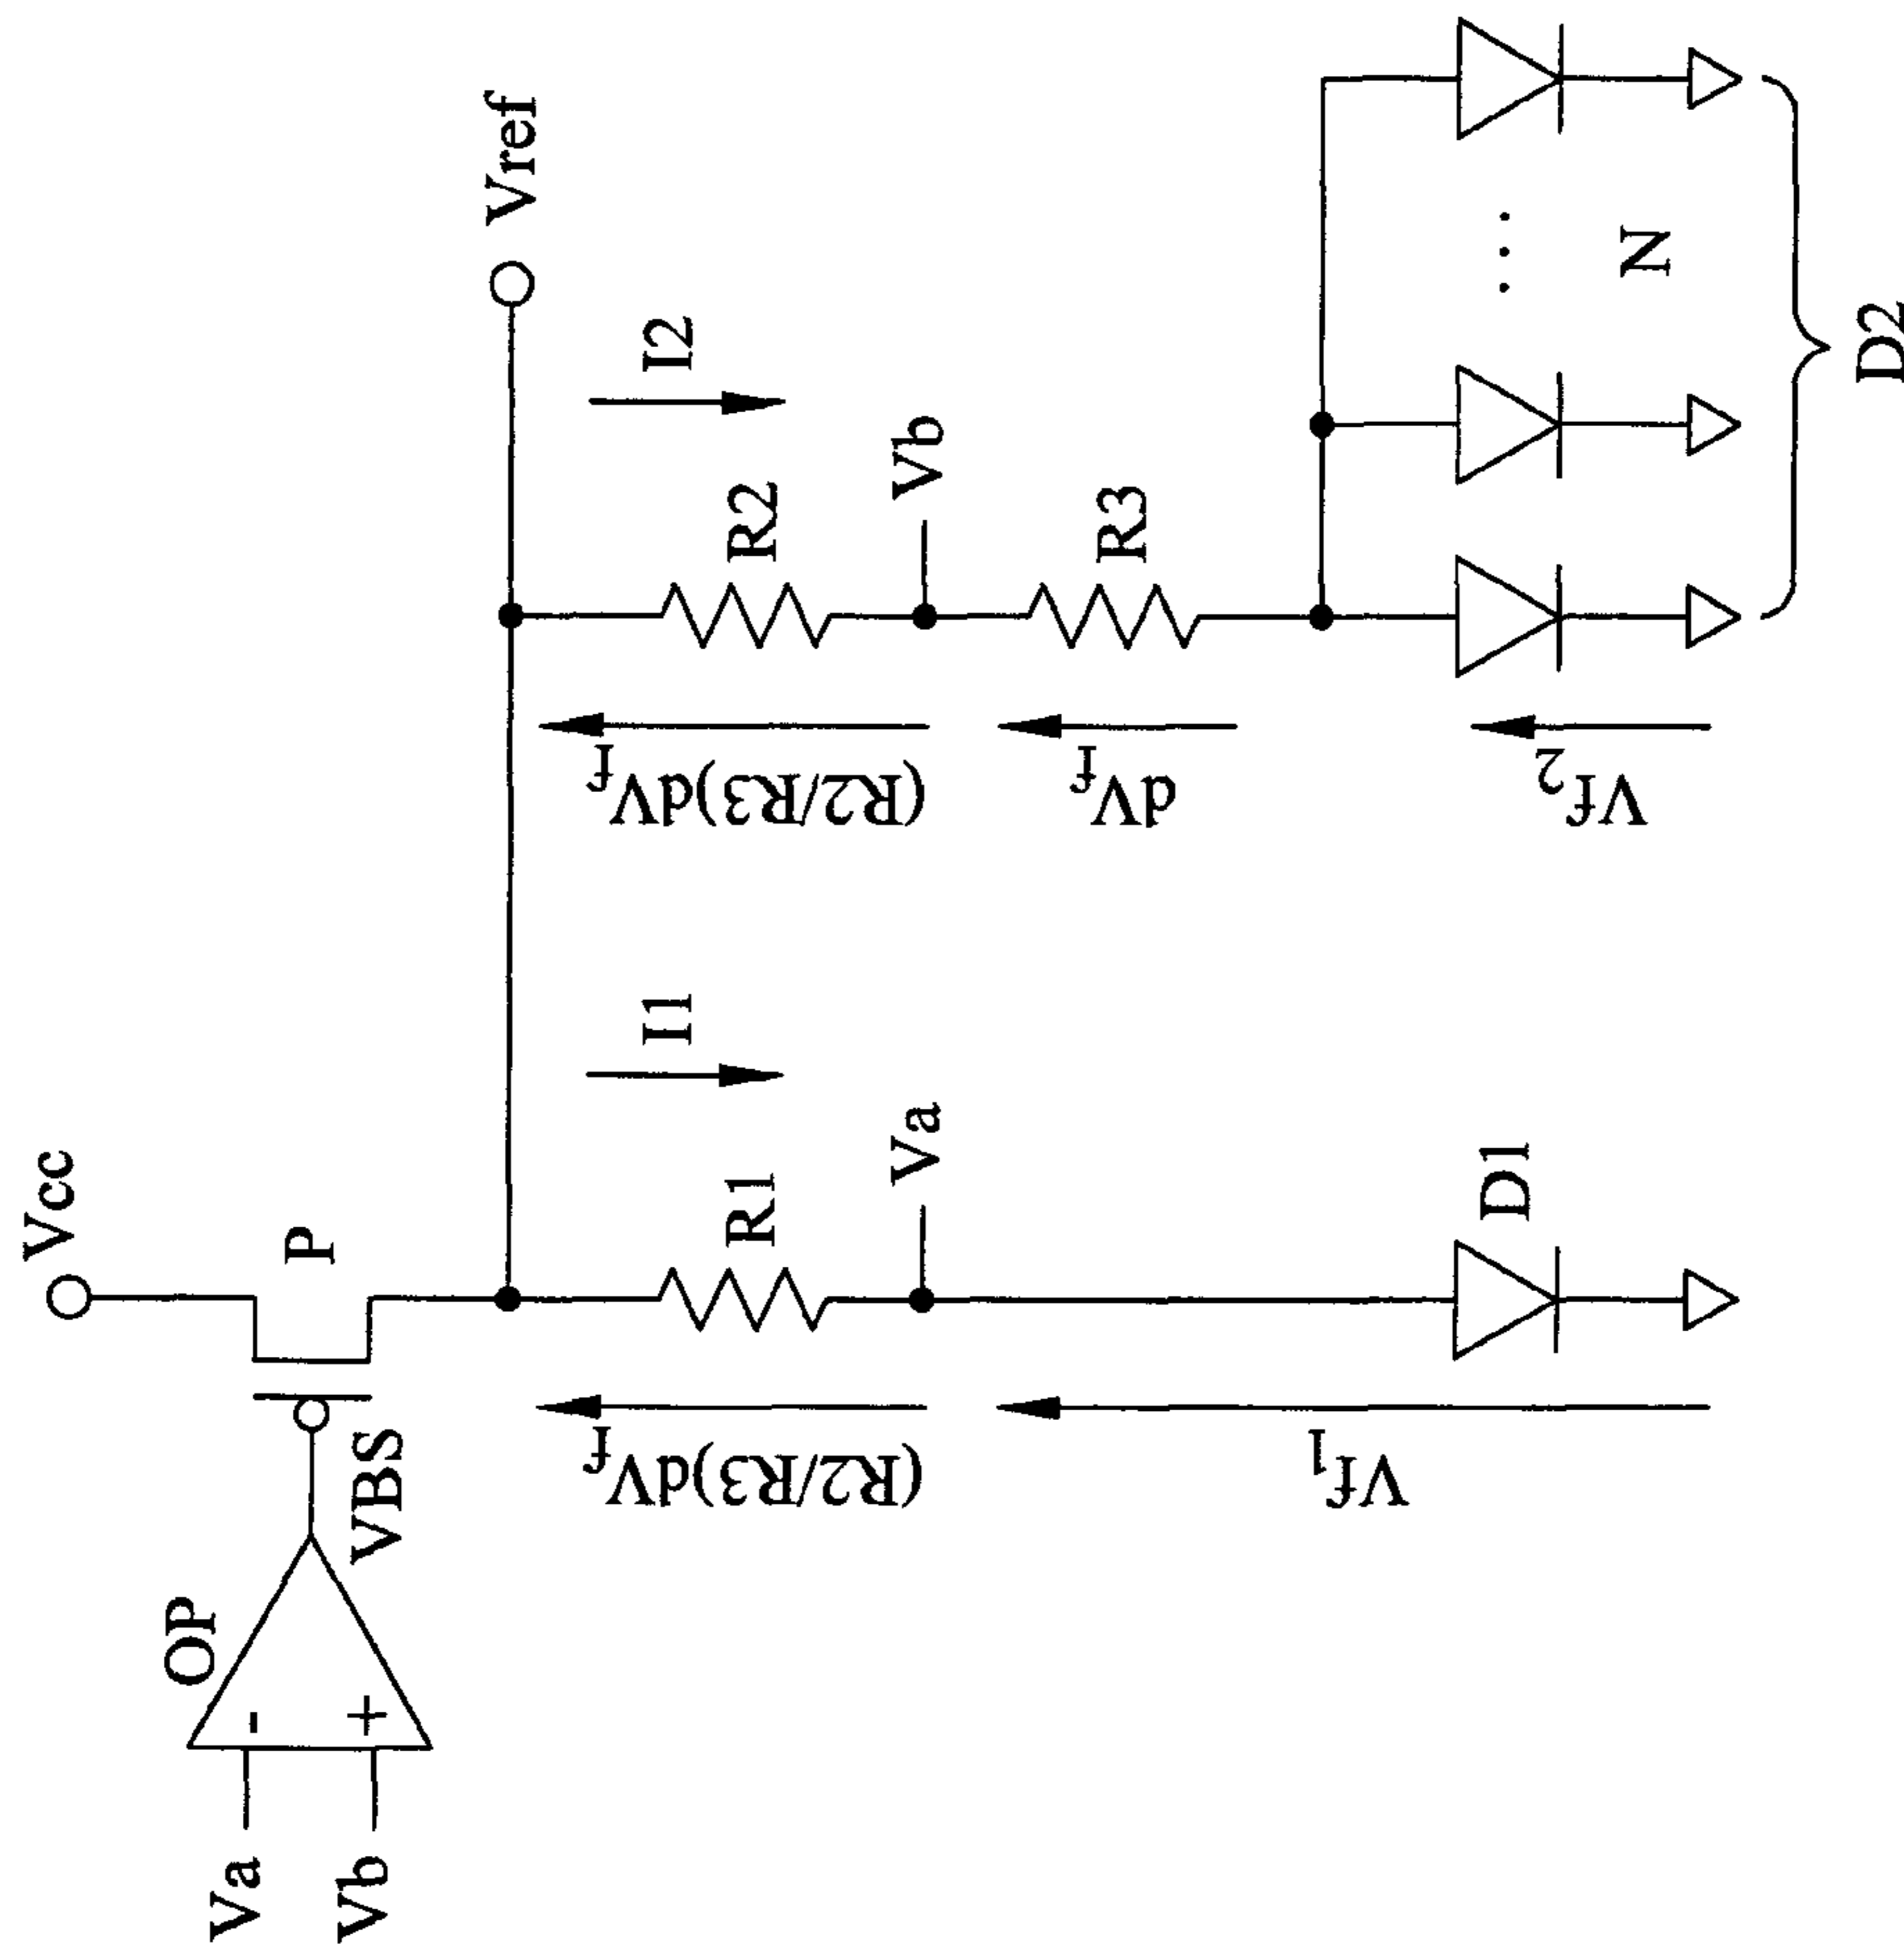 Vcc
P
OP
-
+
Va
Vb
VBS
Vref
I1
I2
R1
R2
Va
Vb
R3
(R2/R3)dVf
(R2/R3)dVf
dVf
Vf1
Vf2
D1
N
D2